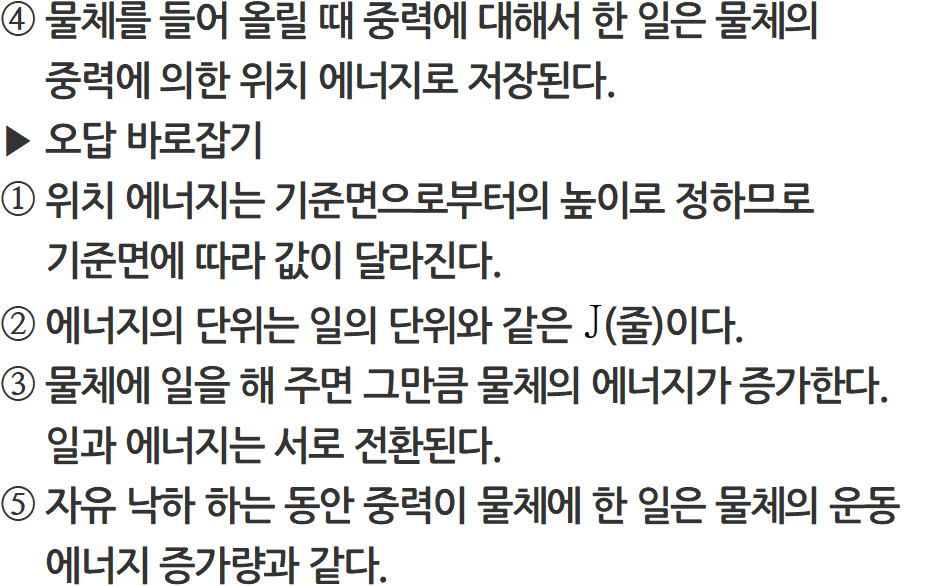 ④ 물체를 들어 올릴 때 중력에 대해서 한 일은 물체의
중력에 의한 위치 에너지로 저장된다.
▶ 오답 바로잡기
① 위치 에너지는 기준면으로부터의 높이로 정하므로
기준면에 따라 값이 달라진다.
② 에너지의 단위는 일의 단위와 같은 J(줄)이다.
③ 물체에 일을 해 주면 그만큼 물체의 에너지가 증가한다.
일과 에너지는 서로 전환된다.
⑤ 자유 낙하 하는 동안 중력이 물체에 한 일은 물체의 운동
에너지 증가량과 같다.